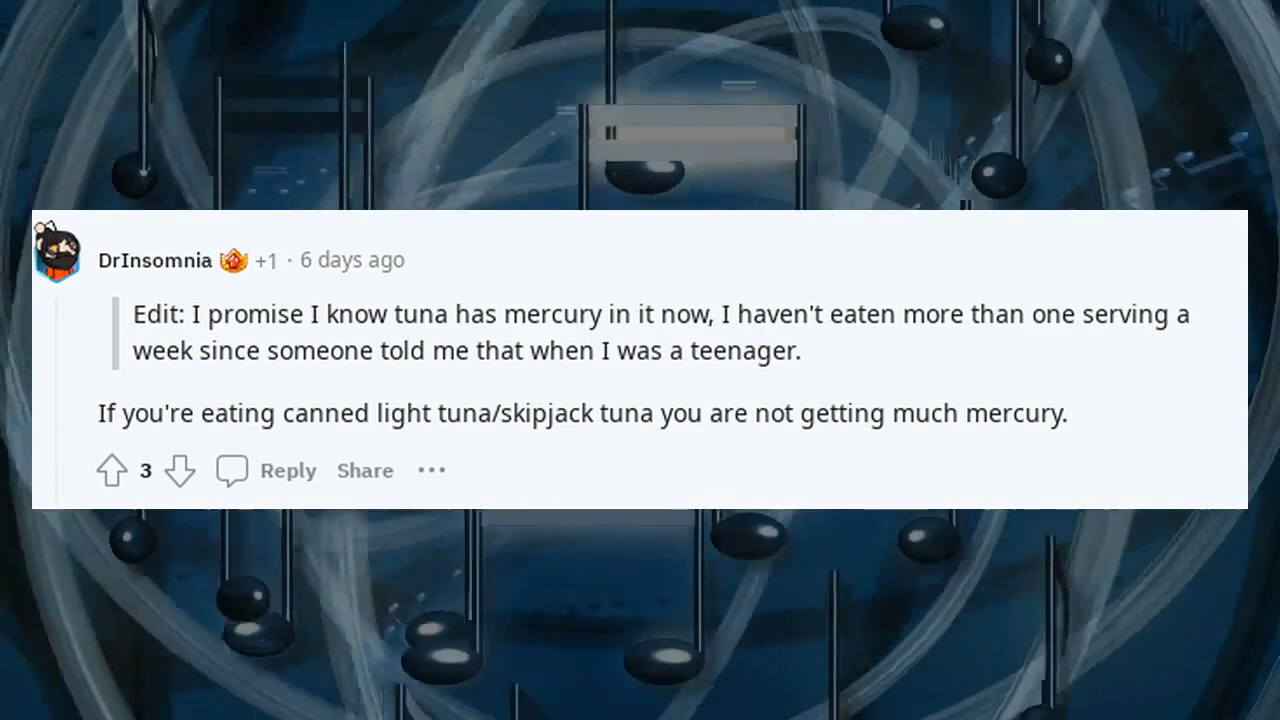 DrInsomnia +1 · 6 days ago
Edit: I promise I know tuna has mercury in it now, I haven't eaten more than one serving a
week since someone told me that when I was a teenager.
If you're eating canned light tuna/skipjack tuna you are not getting much mercury.
3 Reply Share ···